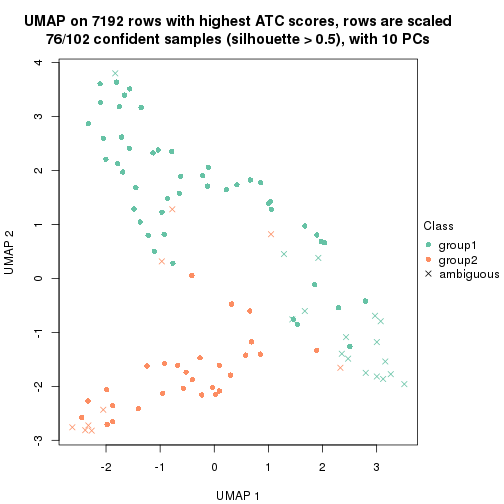 UMAP on 7192 rows with highest ATC scores, rows are scaled
76/102 confident samples (silhouette > 0.5), with 10 PCs
4
3
2
1
0
-1
-2
-3
UMAP 2
-2
-1
0
1
2
3
UMAP 1
Class
group1
group2
ambiguous